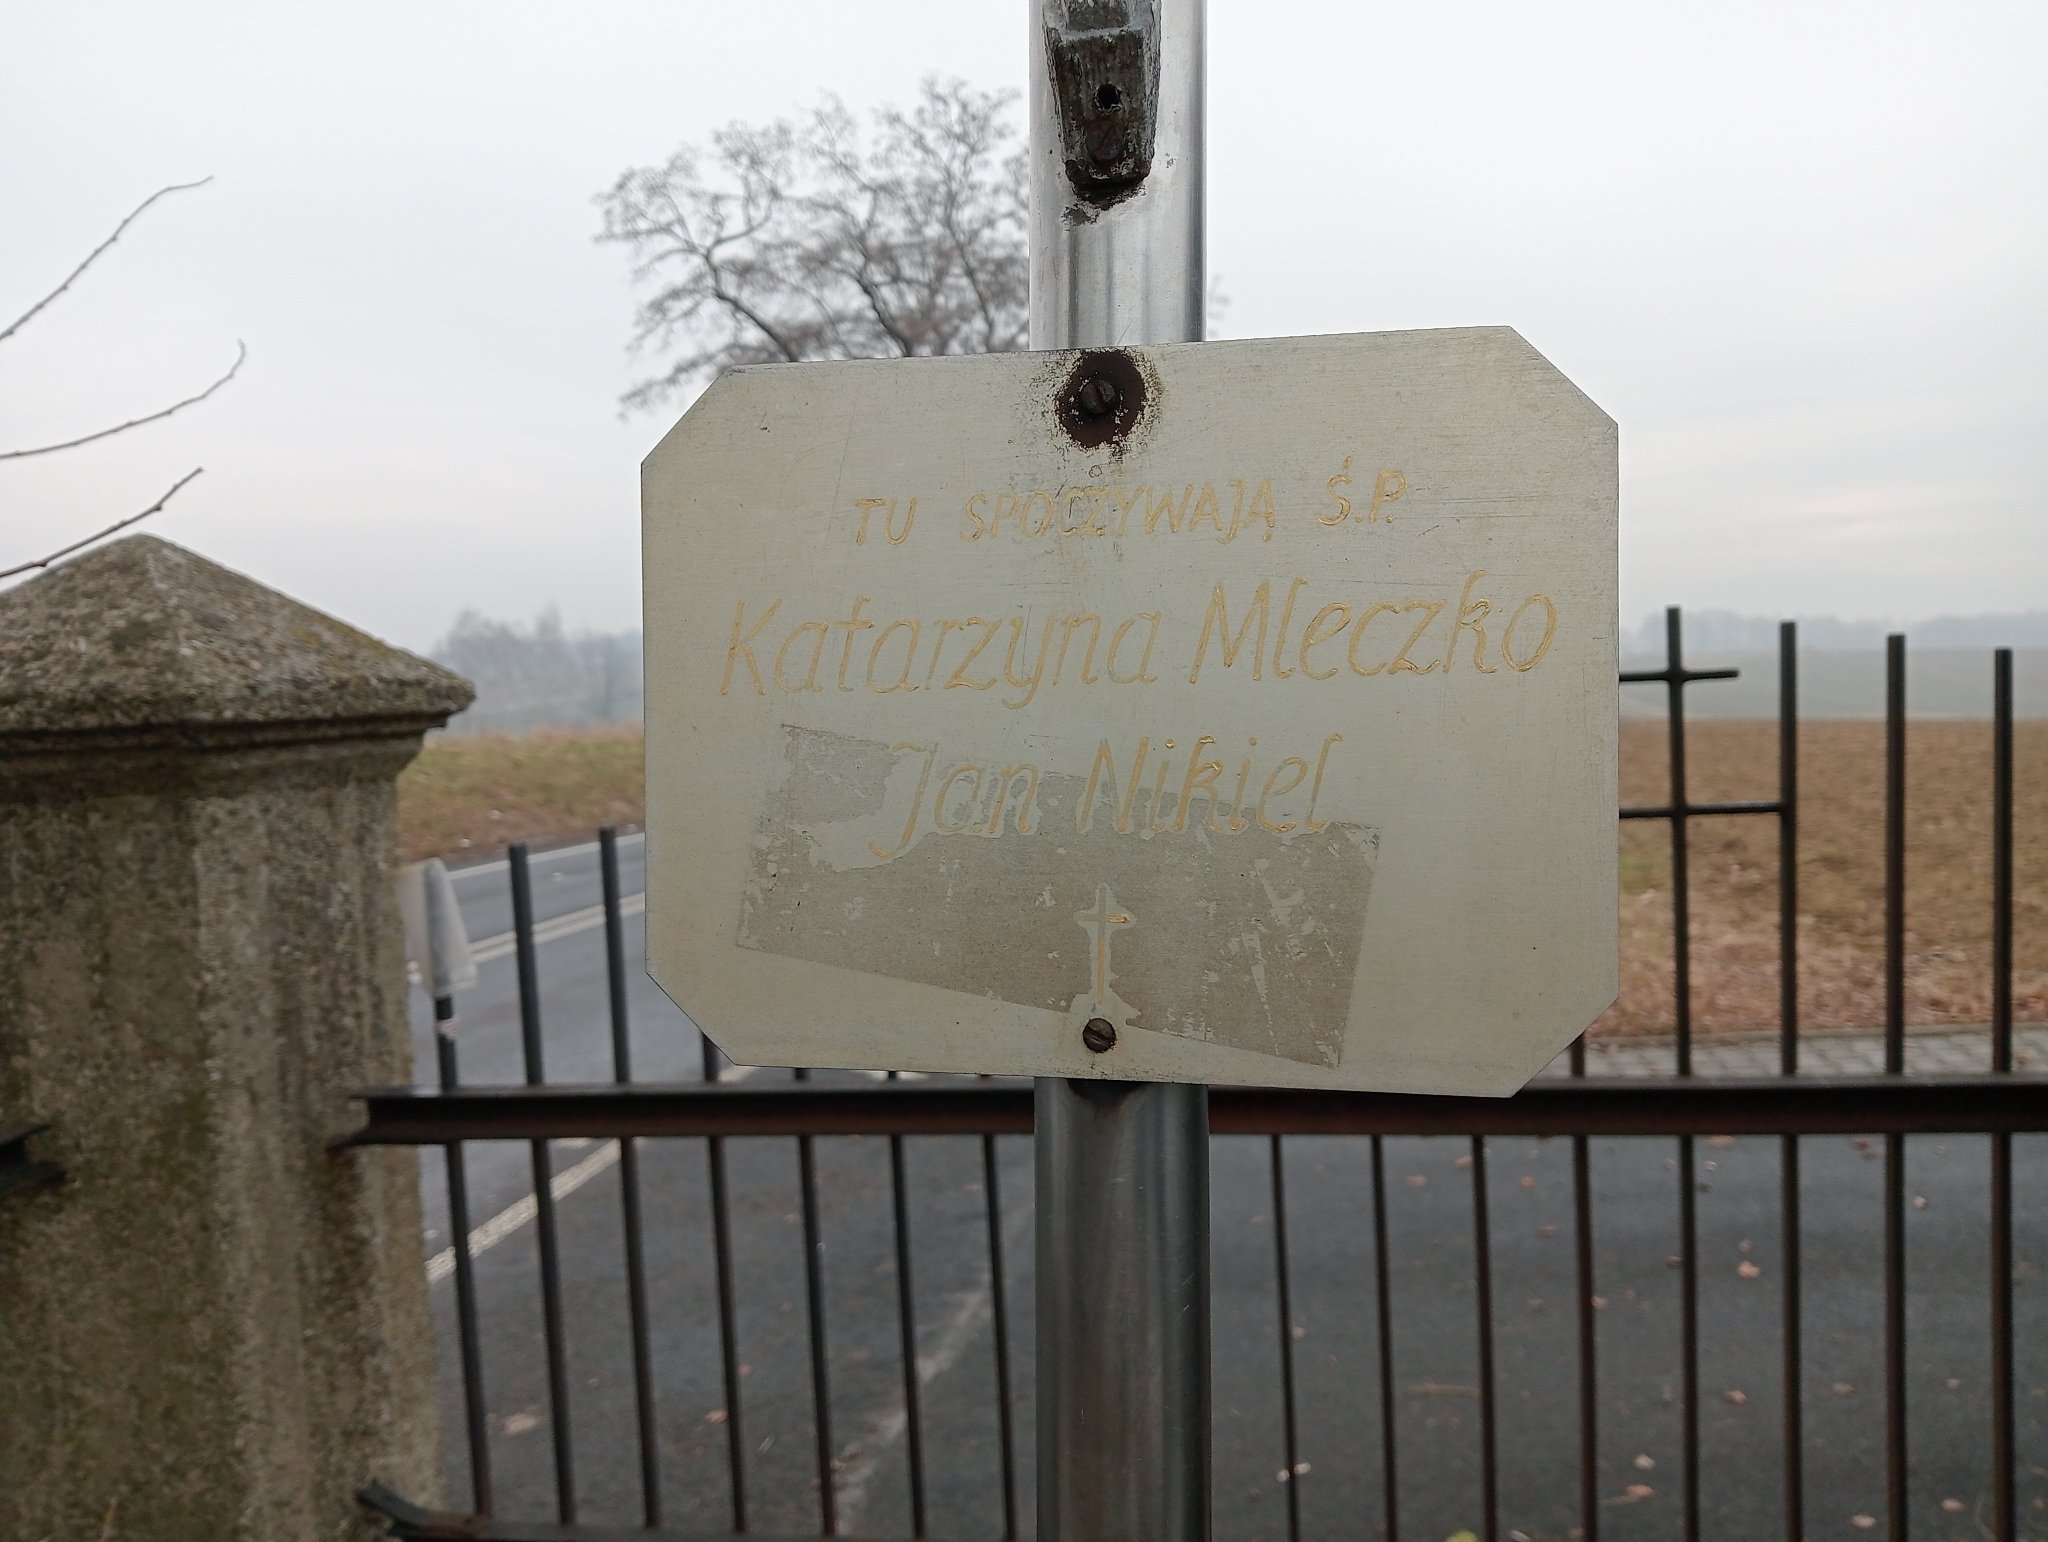 TU SPOCZYWAJĄ Ś.P.
Katarzyna Mleczko
Jan Nikiel